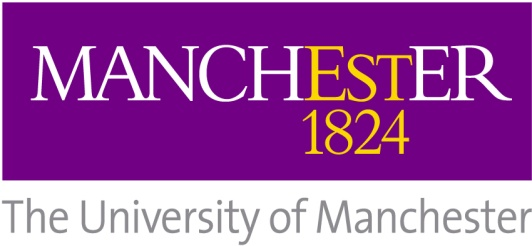 MANCHEsTER
1824
The University of Manchester